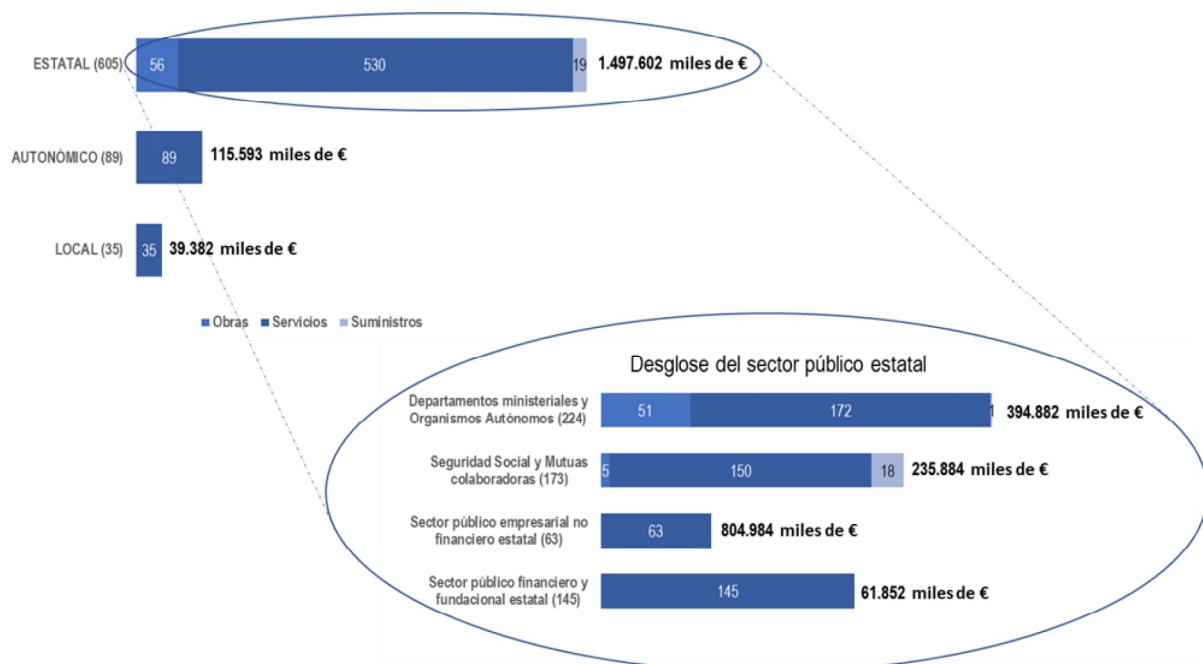 ESTATAL (605)
56 530 19 1.497.602 miles de €
AUTONÓMICO (89)
89 115.593 miles de €
LOCAL (35)
35 39.382 miles de €
Obras Servicios Suministros
Desglose del sector público estatal
Departamentos ministeriales y
Organismos Autónomos (224)
51 172 1 394.882 miles de €
Seguridad Social y Mutuas
colaboradoras (173)
5 150 18 235.884 miles de €
Sector público empresarial no
financiero estatal (63)
63 804.984 miles de €
Sector público financiero y
fundacional estatal (145)
145 61.852 miles de €